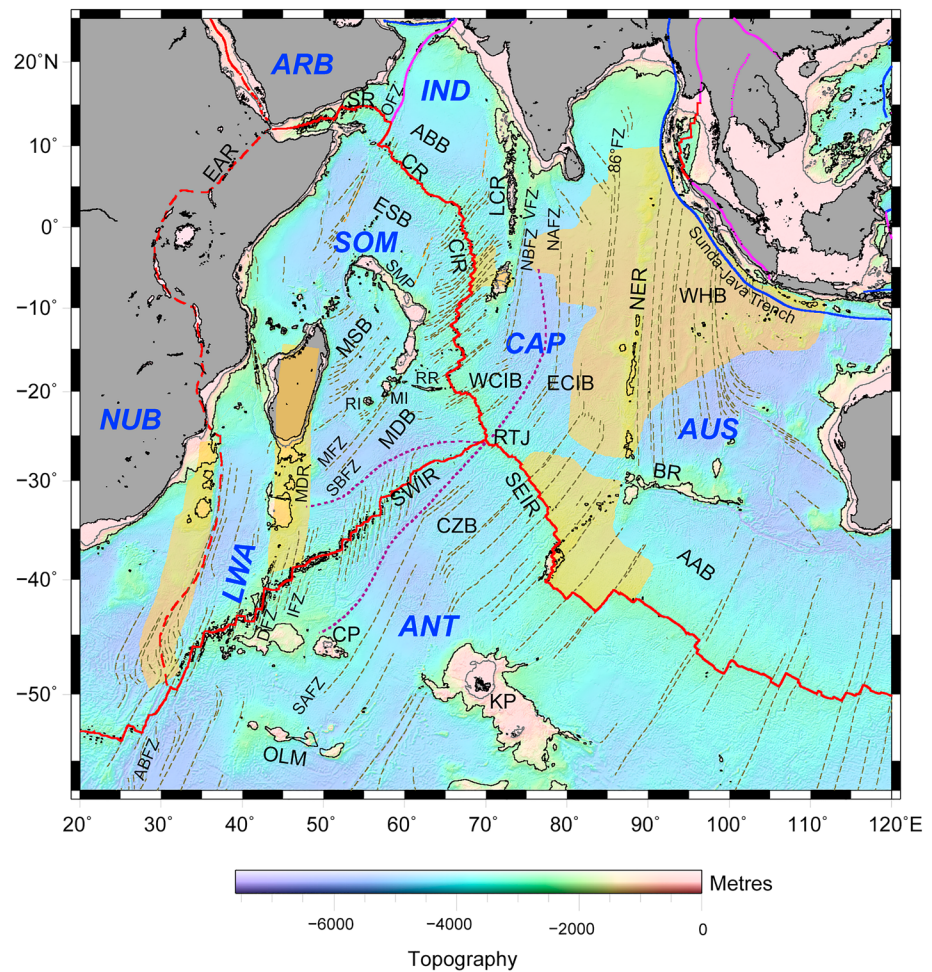 20°N
10°
0°
−10°
−20°
−30°
−40°
−50°
ARB
IND
SR
OFZ
ABB
EAR
CR
86°FZ
LCR
VFZ
NAFZ
NBFZ
ESB
SOM
CIR
SMP
NER
WHB
Sunda-Java Trench
MSB
CAP
RR
WCIB
ECIB
RI
MI
NUB
MDB
AUS
MFZ
RTJ
SBFZ
MDR
BR
SWIR
SEIR
CZB
LWA
AAB
DFZ
IFZ
CP
ANT
SAFZ
KP
ABFZ
OLM
20° 30° 40° 50° 60° 70° 80° 90° 100° 110° 120°E
Metres
−6000 −4000 −2000 0
Topography